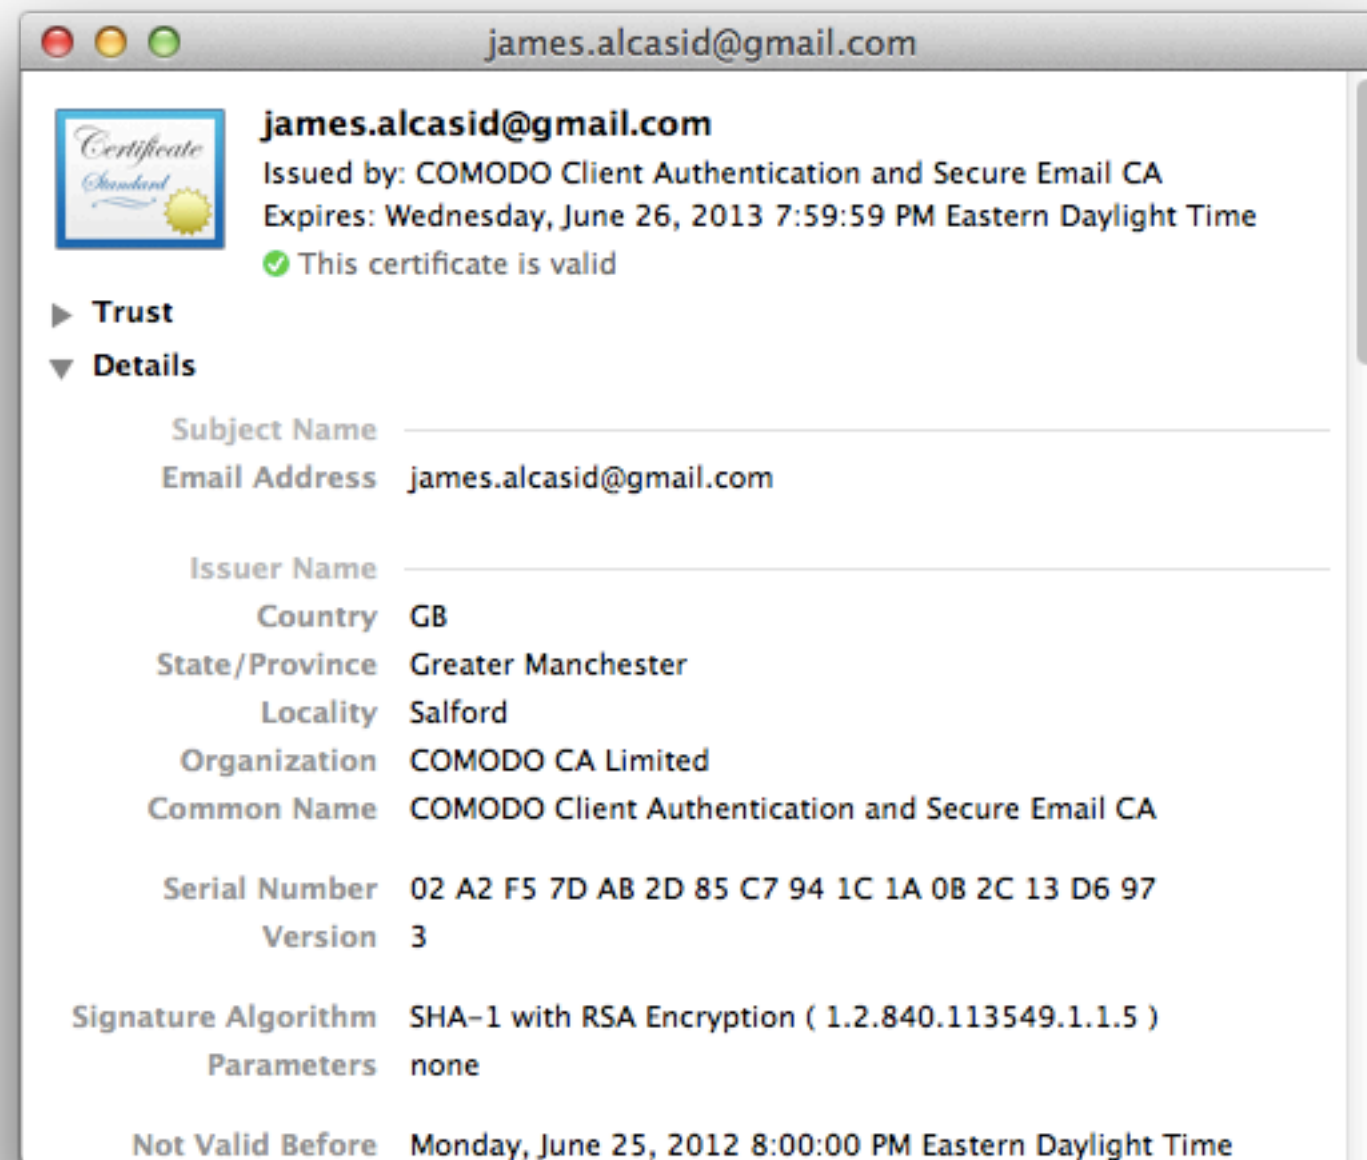 james.alcasid@gmail.com
Certificate
Standard
james.alcasid@gmail.com
Issued by: COMODO Client Authentication and Secure Email CA
Expires: Wednesday, June 26, 2013 7:59:59 PM Eastern Daylight Time
This certificate is valid
Trust
Details
Subject Name
Email Address james.alcasid@gmail.com
Issuer Name
Country GB
State/Province Greater Manchester
Locality Salford
Organization COMODO CA Limited
Common Name COMODO Client Authentication and Secure Email CA
Serial Number 02 A2 F5 7D AB 2D 85 C7 94 1C 1A 0B 2C 13 D6 97
Version 3
Signature Algorithm SHA-1 with RSA Encryption ( 1.2.840.113549.1.1.5 )
Parameters none
Not Valid Before Monday, June 25, 2012 8:00:00 PM Eastern Daylight Time